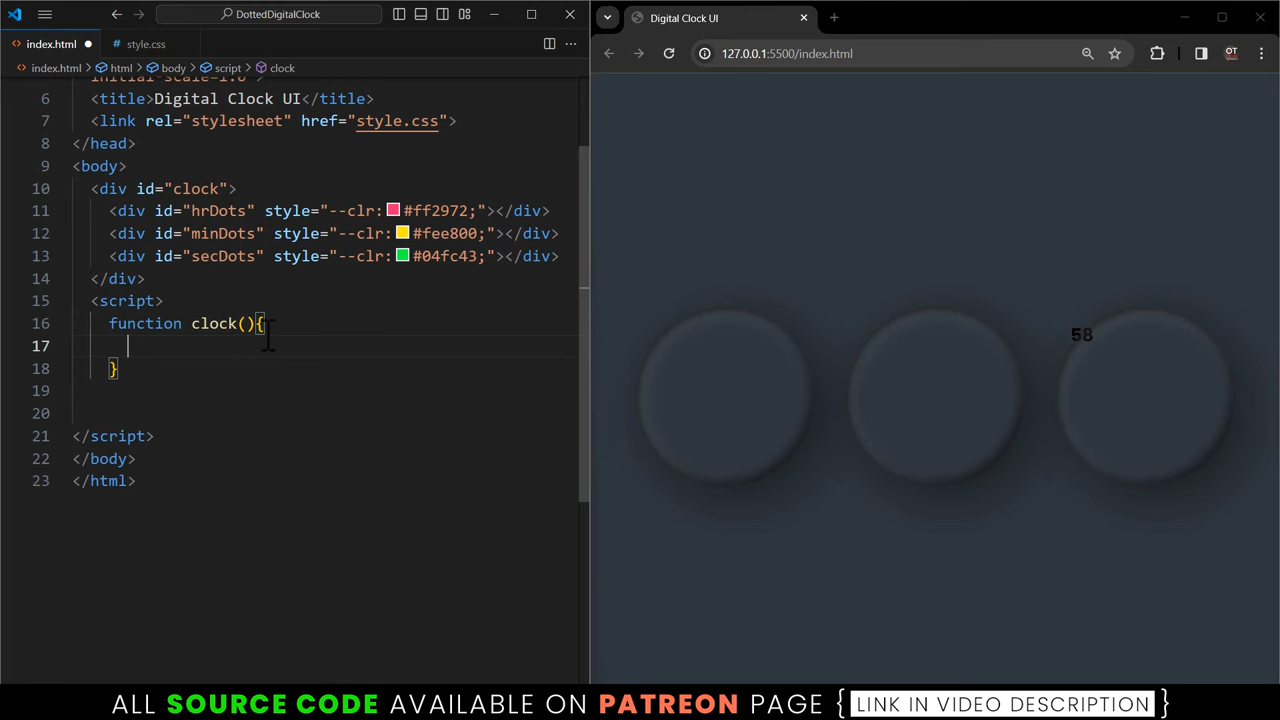 DottedDigitalClock
index.html
style.css
index.html > html > body > script > clock
initial-scale=1.0">
6 <title>Digital Clock UI</title>
7 <link rel="stylesheet" href="style.css">
8 </head>
9 <body>
10 <div id="clock">
11 <div id="hrDots" style="--clr:#ff2972;"></div>
12 <div id="minDots" style="--clr:#fee800;"></div>
13 <div id="secDots" style="--clr:#04fc43;"></div>
14 </div>
15 <script>
16 function clock(){
17
18 }
19
20
21 </script>
22 </body>
23 </html>
Digital Clock UI
127.0.0.1:5500/index.html
OT
58
ALL SOURCE CODE AVAILABLE ON PATREON PAGE { LINK IN VIDEO DESCRIPTION }